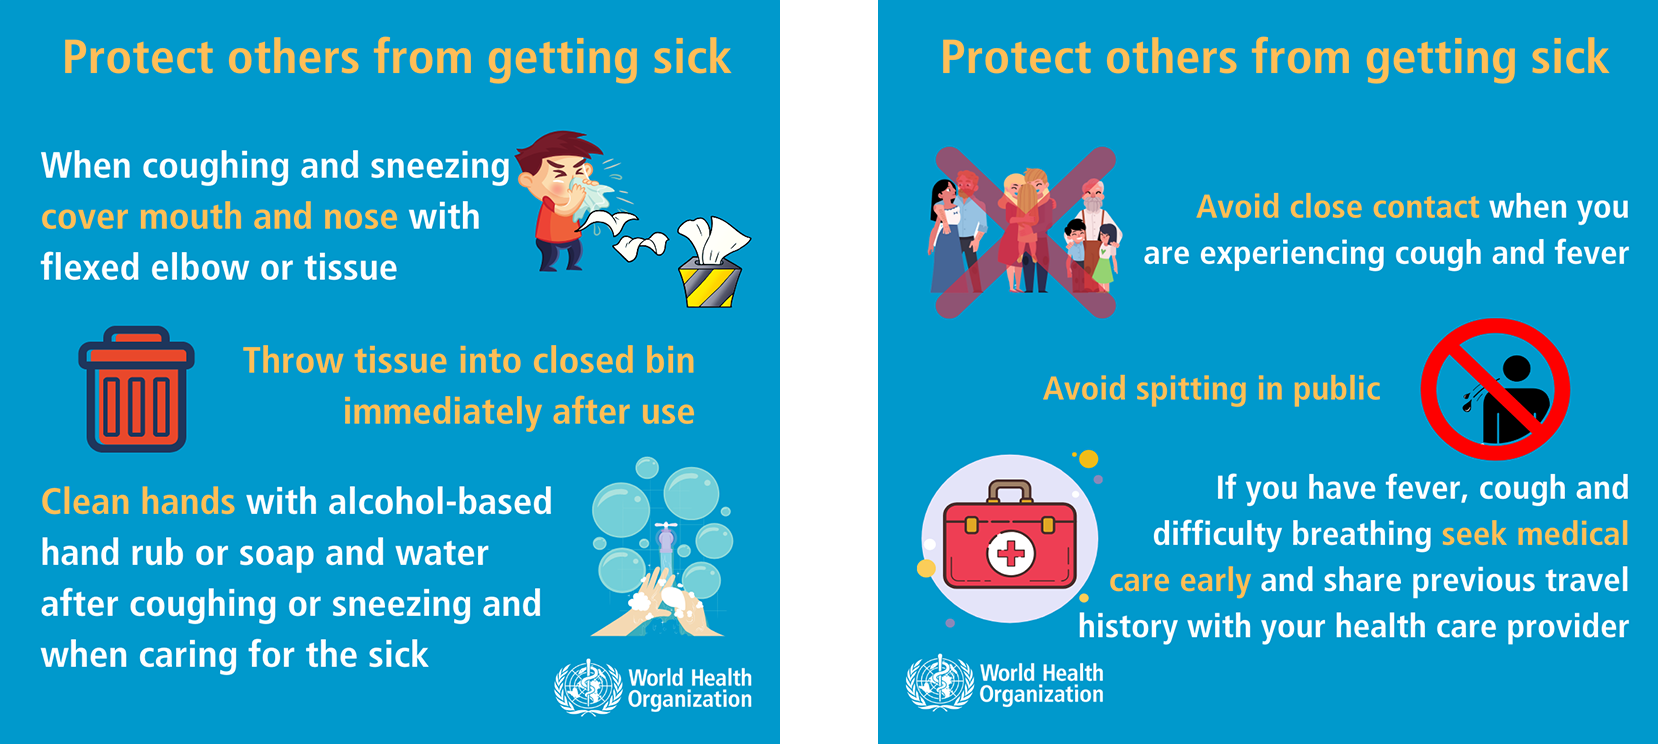 Protect others from getting sick
When coughing and sneezing
cover mouth and nose with
flexed elbow or tissue
Throw tissue into closed bin
immediately after use
Clean hands with alcohol-based
hand rub or soap and water
after coughing or sneezing and
when caring for the sick
World Health
Organization
Protect others from getting sick
Avoid close contact when you
are experiencing cough and fever
Avoid spitting in public
If you have fever, cough and
difficulty breathing seek medical
care early and share previous travel
history with your health care provider
World Health
Organization